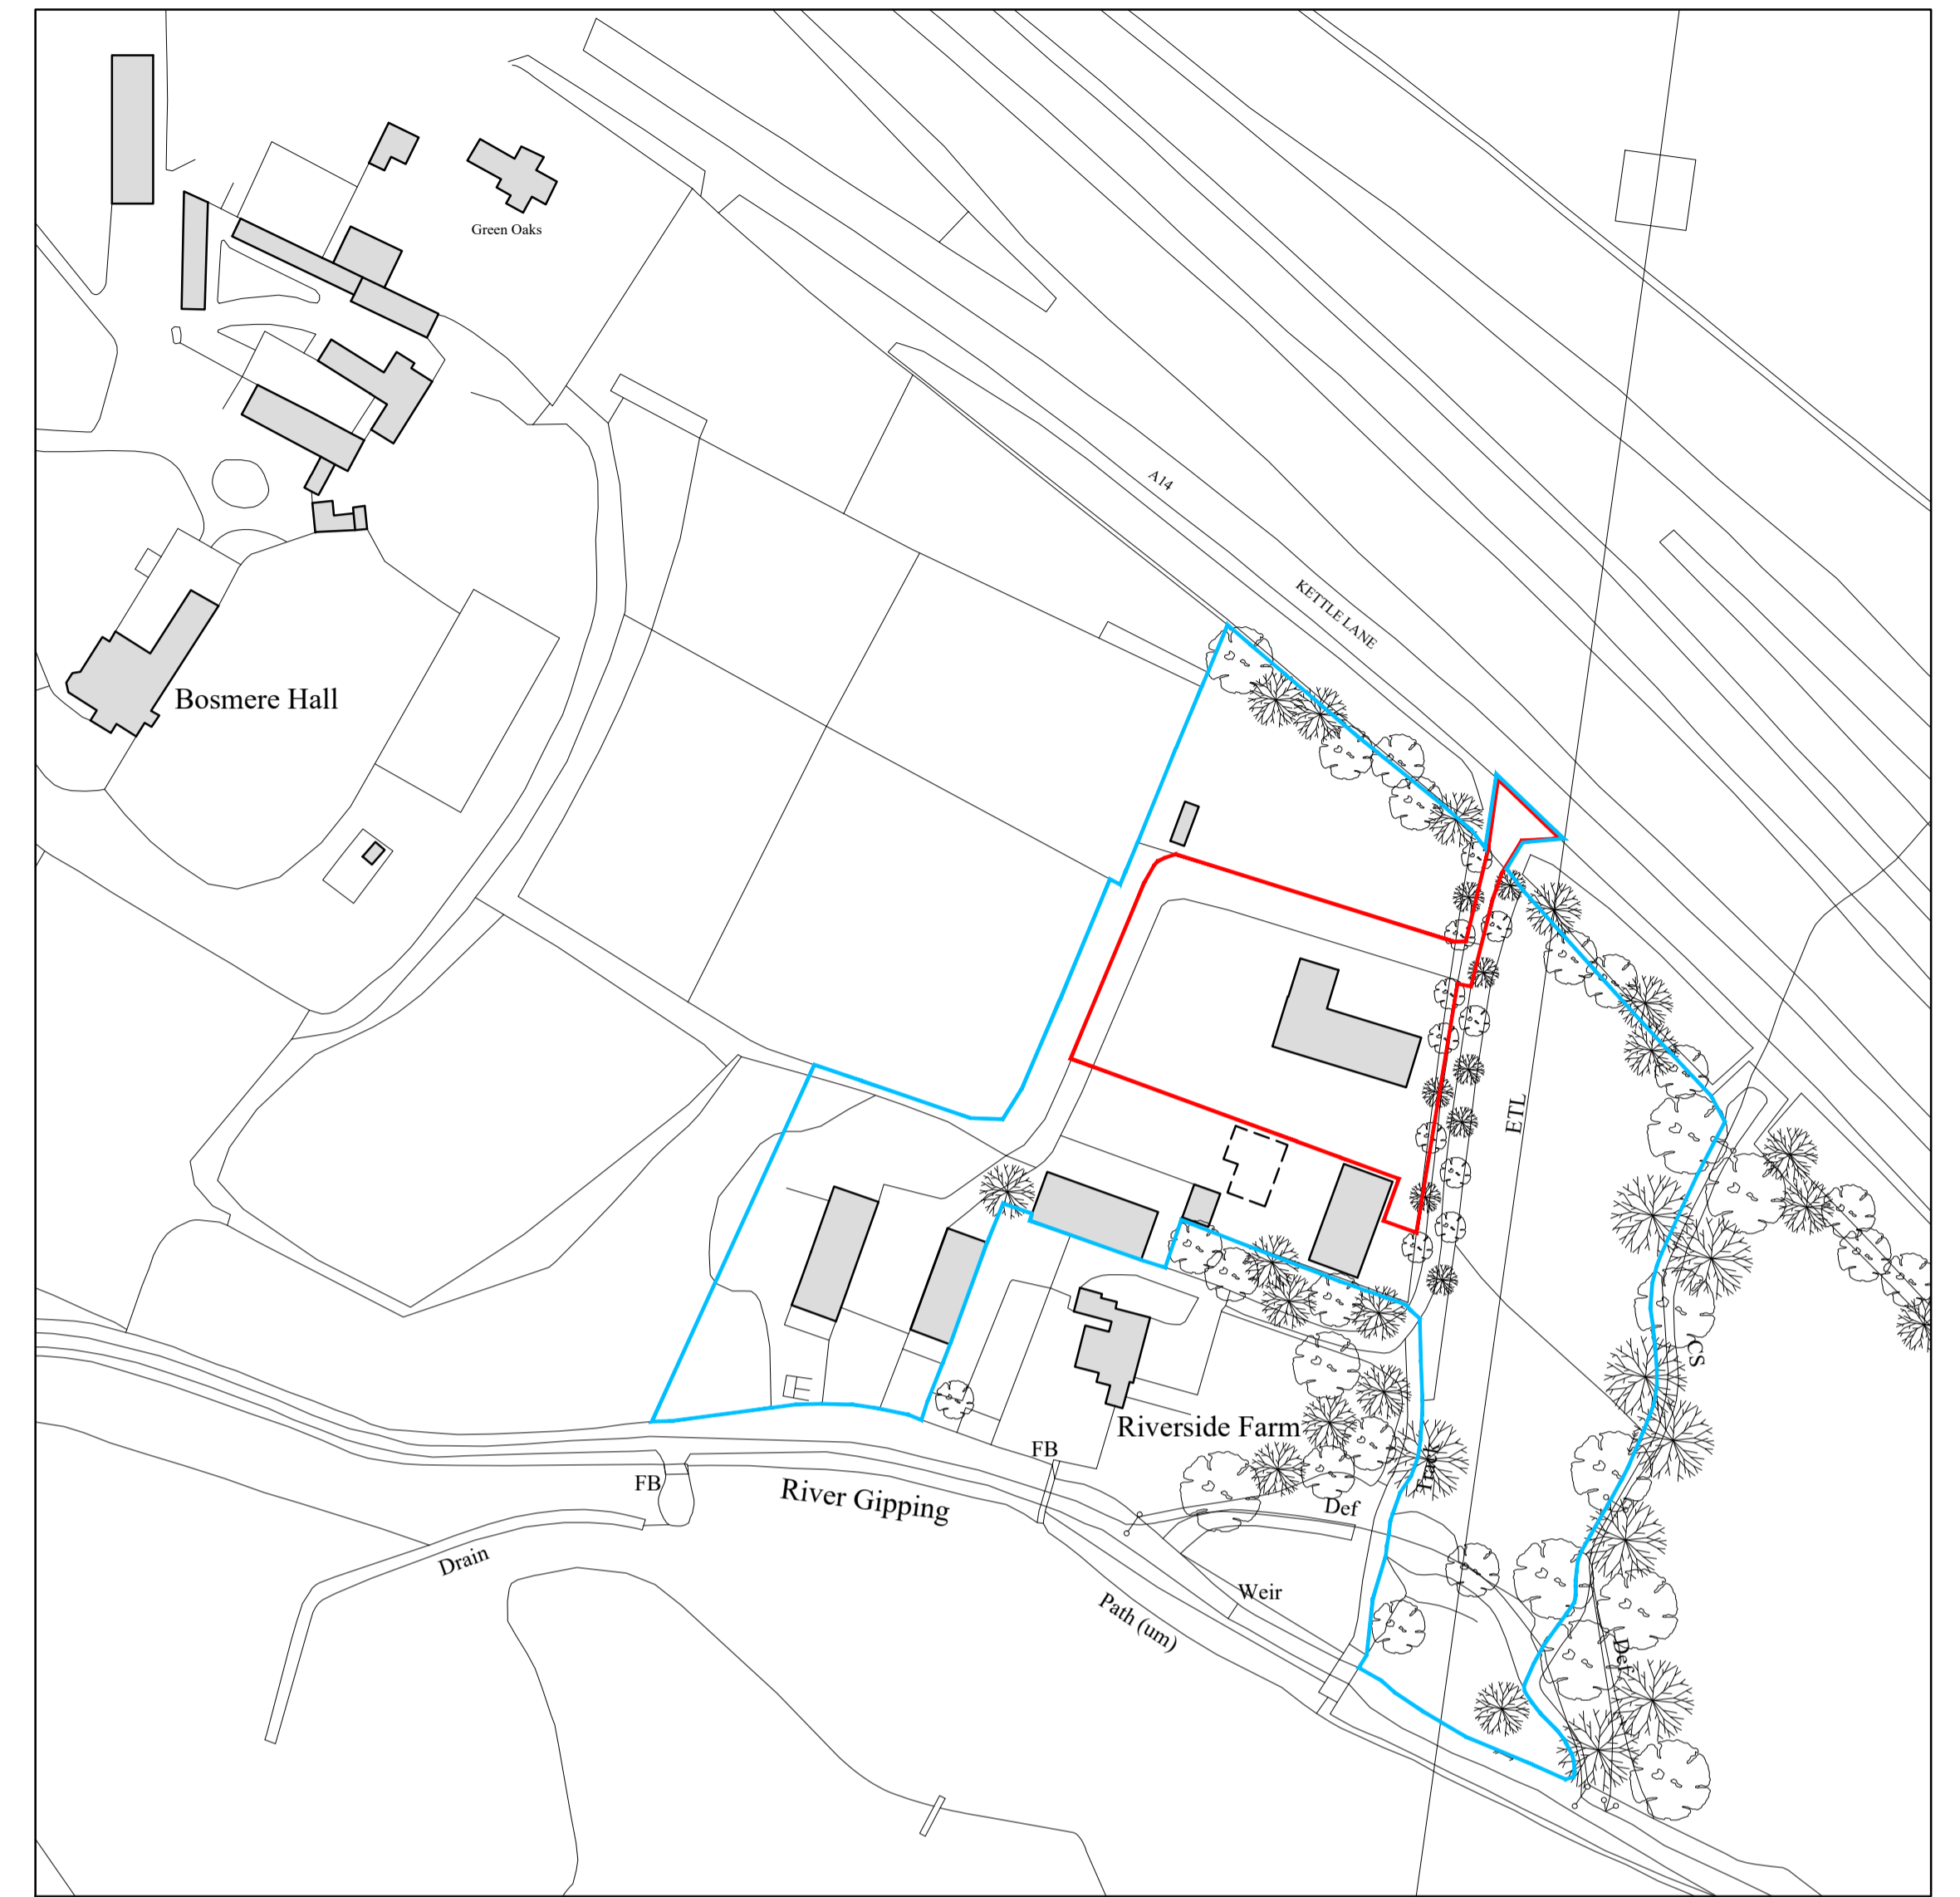 Green Oaks
A14
KETTLE LANE
Bosmere Hall
ETL
CS
Riverside Farm
FB
FB
River Gipping
Def
Drain
Weir
Path (um)
Def